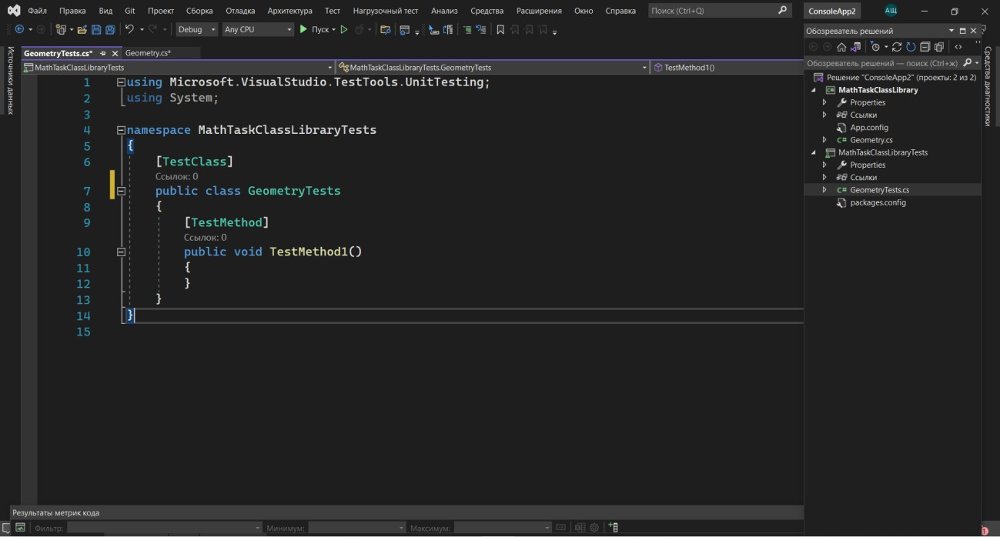 Файл Правка Вид Git Проект Сборка Отладка Архитектура Тест Нагрузочный тест Анализ Средства Расширения Окно Справка Поиск (Ctrl+Q) ConsoleApp2 АЩ
Debug Any CPU Пуск
Источники данных
GeometryTests.cs* Geometry.cs*
MathTaskClassLibraryTests MathTaskClassLibraryTests.GeometryTests TestMethod1()
1 using Microsoft.VisualStudio.TestTools.UnitTesting;
2 using System;
3
4 namespace MathTaskClassLibraryTests
5 {
6 [TestClass]
Ссылок: 0
7 public class GeometryTests
8 {
9 [TestMethod]
Ссылок: 0
10 public void TestMethod1()
11 {
12 }
13 }
14 }
15
Обозреватель решений
Обозреватель решений — поиск (Ctrl+ж)
Решение "ConsoleApp2" (проекты: 2 из 2)
MathTaskClassLibrary
Properties
Ссылки
App.config
C# Geometry.cs
MathTaskClassLibraryTests
Properties
Ссылки
C# GeometryTests.cs
packages.config
Средства диагностики
Результаты метрик кода
Фильтр: Минимум: Максимум:
1